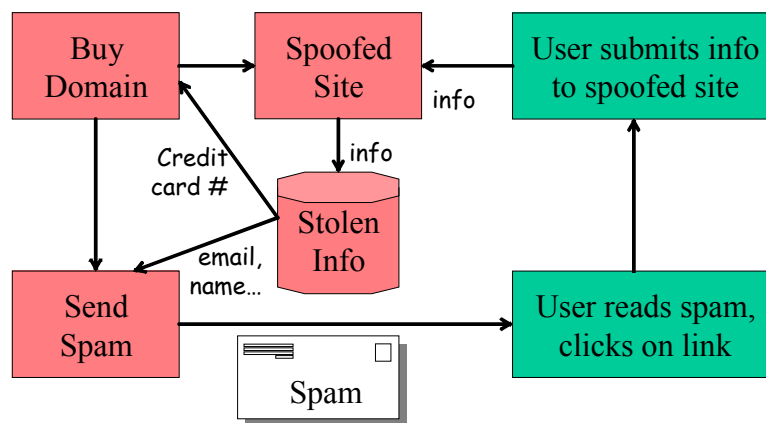 Buy
Domain
Spoofed
Site
User submits info
to spoofed site
info
info
Credit
card #
Stolen
Info
email,
name…
Send
Spam
User reads spam,
clicks on link
Spam